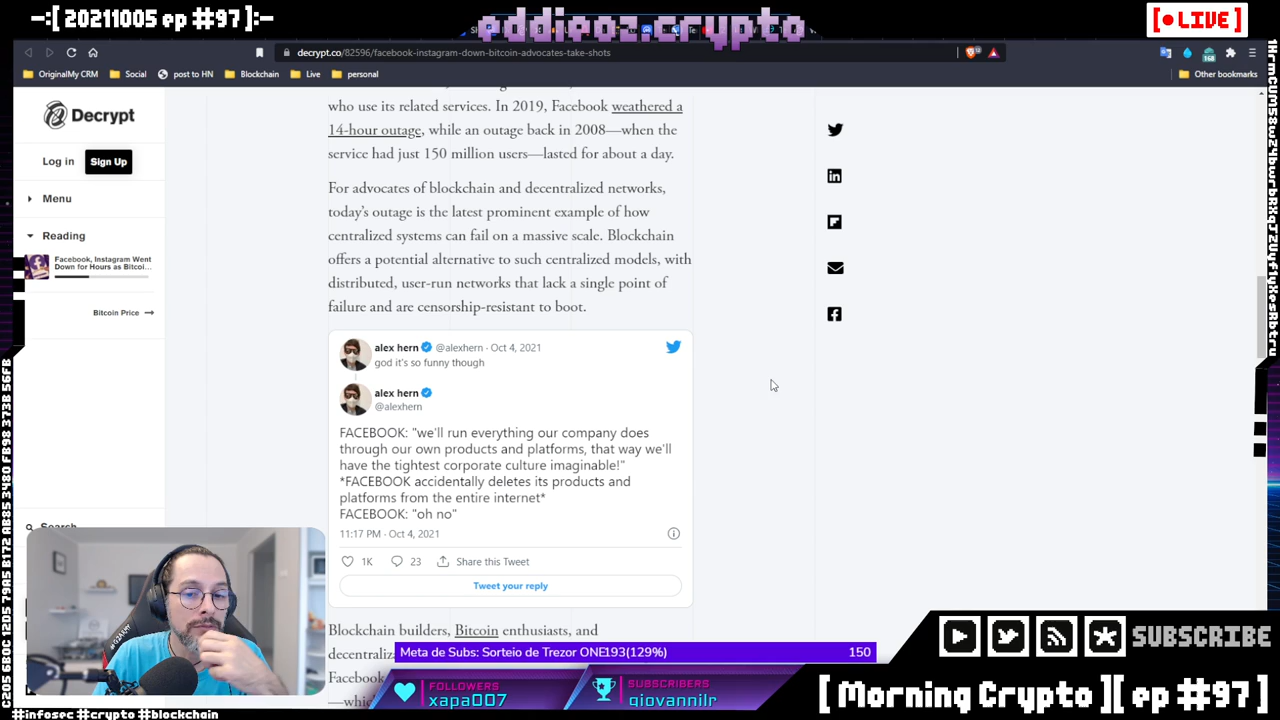 -:[ 20211005 ep #97 ]:-
eddieoz.crypto
[ LIVE ]
decrypt.co/82596/facebook-instagram-down-bitcoin-advocates-take-shots
OriginalMy CRM
Social
post to HN
Blockchain
Live
personal
168
Other bookmarks
Decrypt
Log in
Sign Up
Menu
Reading
Facebook, Instagram Went
Down for Hours as Bitcoi...
Bitcoin Price
Search
who use its related services. In 2019, Facebook weathered a
14-hour outage, while an outage back in 2008—when the
service had just 150 million users—lasted for about a day.
For advocates of blockchain and decentralized networks,
today's outage is the latest prominent example of how
centralized systems can fail on a massive scale. Blockchain
offers a potential alternative to such centralized models, with
distributed, user-run networks that lack a single point of
failure and are censorship-resistant to boot.
alex hern @alexhern · Oct 4, 2021
god it's so funny though
alex hern
@alexhern
FACEBOOK: "we'll run everything our company does
through our own products and platforms, that way we'll
have the tightest corporate culture imaginable!"
*FACEBOOK accidentally deletes its products and
platforms from the entire internet*
FACEBOOK: "oh no"
11:17 PM · Oct 4, 2021
1K
23
Share this Tweet
Tweet your reply
Blockchain builders, Bitcoin enthusiasts, and
Facebook
Meta de Subs: Sorteio de Trezor ONE193(129%)
150
FOLLOWERS
xapa007
SUBSCRIBERS
giovannilr
SUBSCRIBE
[ Morning Crypto ][ ep #97 ]
#infosec #crypto #blockchain